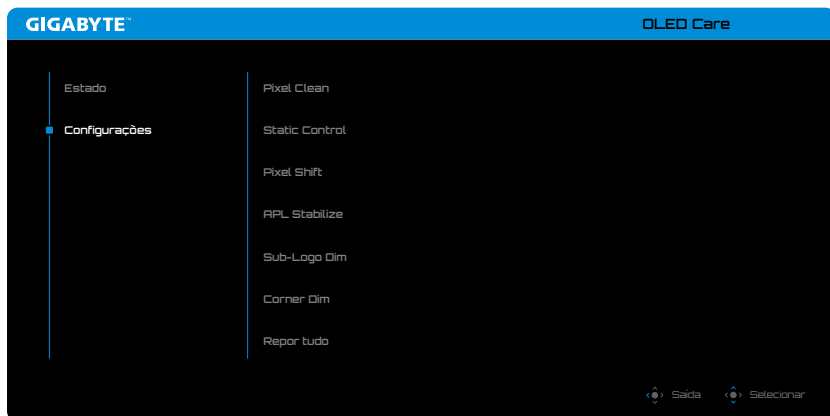 GIGABYTE™ OLED Care
Estado
Configurações
Pixel Clean
Static Control
Pixel Shift
APL Stabilize
Sub-Logo Dim
Corner Dim
Repor tudo
Saída Selecionar